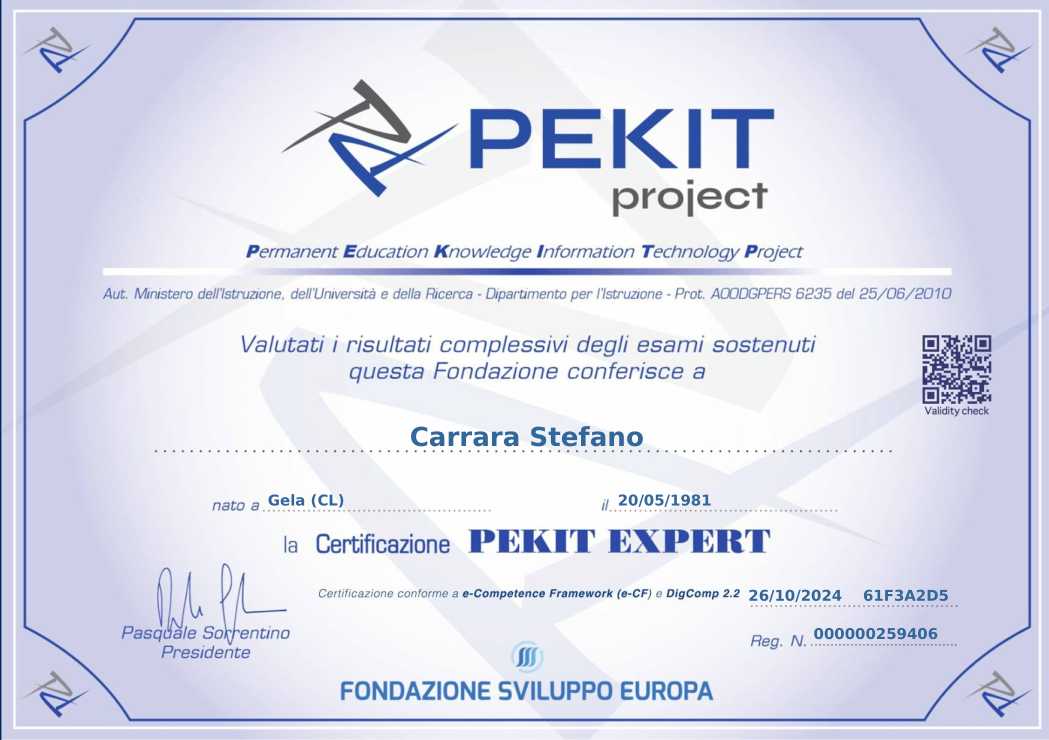 PEKIT
project
Permanent Education Knowledge Information Technology Project
Aut. Ministero dell'Istruzione, dell'Università e della Ricerca - Dipartimento per l'Istruzione - Prot. AOODGPERS 6235 del 25/06/2010
Valutati i risultati complessivi degli esami sostenuti
questa Fondazione conferisce a
Validity check
Carrara Stefano
nato a Gela (CL) il 20/05/1981
la Certificazione PEKIT EXPERT
Certificazione conforme a e-Competence Framework (e-CF) e DigComp 2.2 26/10/2024 61F3A2D5
Pasquale Sorrentino
Presidente
Reg. N. 000000259406
FONDAZIONE SVILUPPO EUROPA